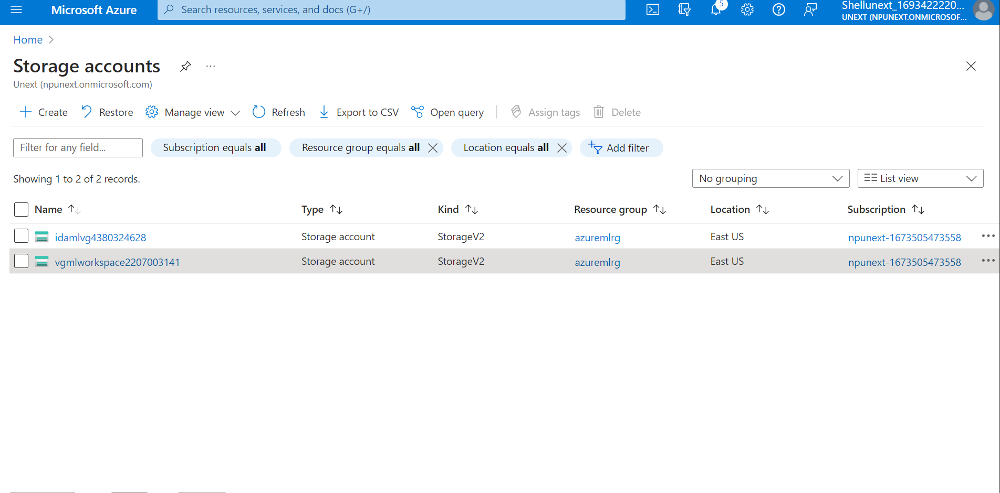 Microsoft Azure
Search resources, services, and docs (G+/)
5
Shellunext_1693422220...
UNEXT (NPUNEXT.ONMICROSOF...
Home
Storage accounts
Unext (npunext.onmicrosoft.com)
Create Restore Manage view Refresh Export to CSV Open query Assign tags Delete
Filter for any field... Subscription equals all Resource group equals all Location equals all Add filter
Showing 1 to 2 of 2 records. No grouping List view
Name Type Kind Resource group Location Subscription
idamlvg4380324628 Storage account StorageV2 azuremlrg East US npunext-1673505473558
vgmlworkspace2207003141 Storage account StorageV2 azuremlrg East US npunext-1673505473558